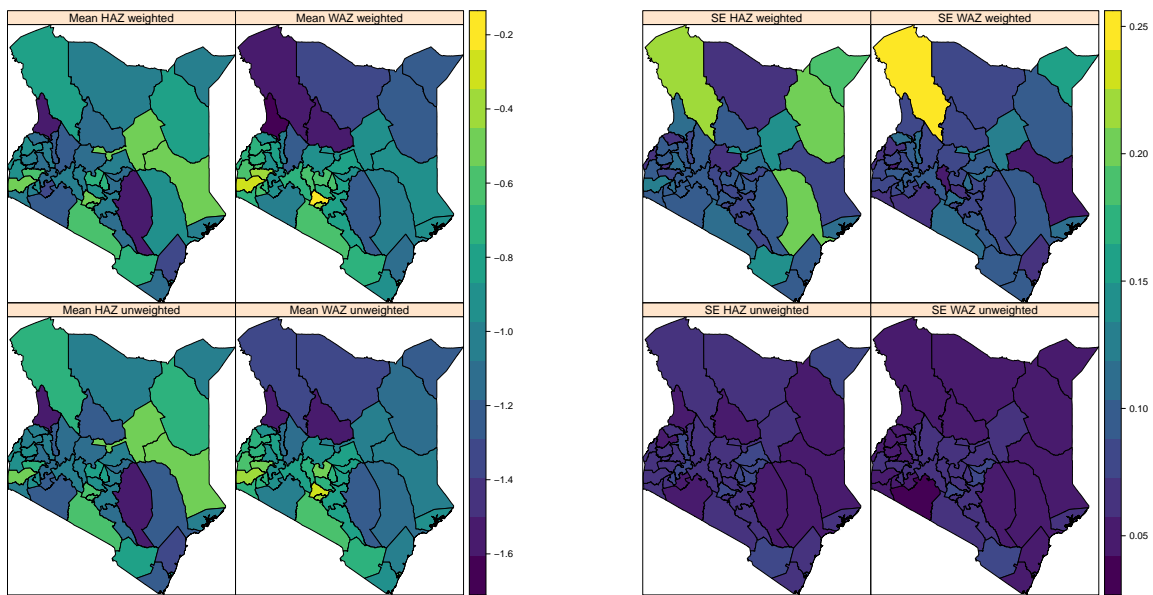 Mean HAZ weighted
Mean WAZ weighted
Mean HAZ unweighted
Mean WAZ unweighted
−0.2
−0.4
−0.6
−0.8
−1.0
−1.2
−1.4
−1.6
SE HAZ weighted
SE WAZ weighted
SE HAZ unweighted
SE WAZ unweighted
0.25
0.20
0.15
0.10
0.05